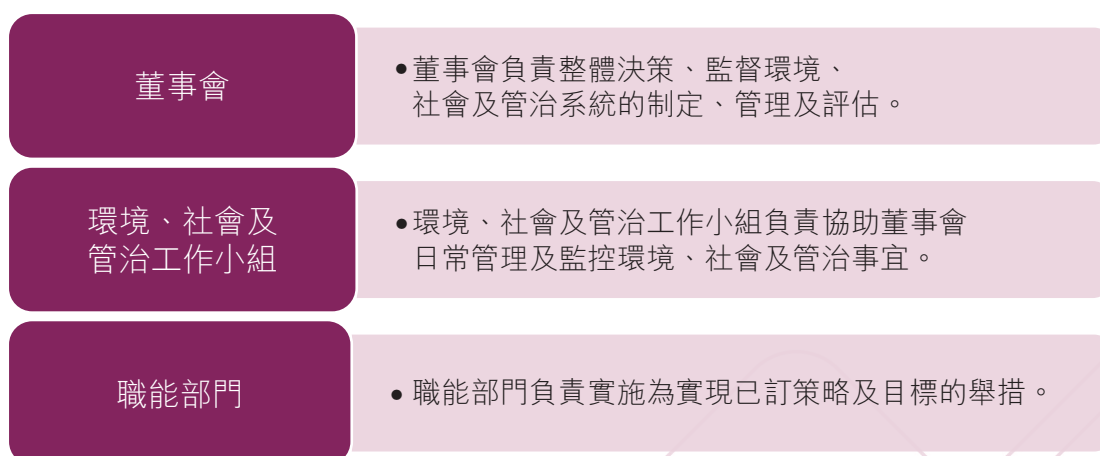 董事會
•董事會負責整體決策、監督環境、
社會及管治系統的制定、管理及評估。
環境、社會及
管治工作小組
•環境、社會及管治工作小組負責協助董事會
日常管理及監控環境、社會及管治事宜。
職能部門
• 職能部門負責實施為實現已訂策略及目標的舉措。